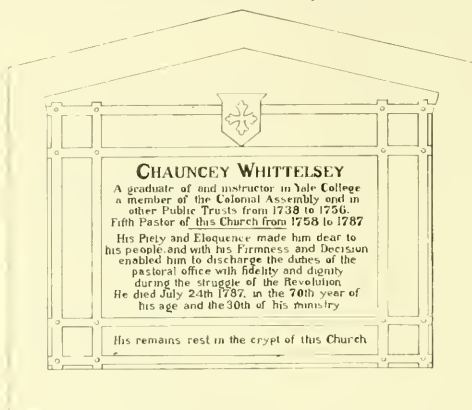 CHAUNCEY WHITTELSEY
A graduate of and instructor in Yale College
a member of the Colonial Assembly and in
other Public Trusts from 1738 to 1756.
Fifth Pastor of this Church from 1758 to 1787
His Piety and Eloquence made him dear to
his people, and with his Firmness and Decision
enabled him to discharge the duties of the
pastoral office with fidelity and dignity
during the struggle of the Revolution
He died July 24th 1787, in the 70th year of
his age and the 30th of his ministry
His remains rest in the crypt of this Church